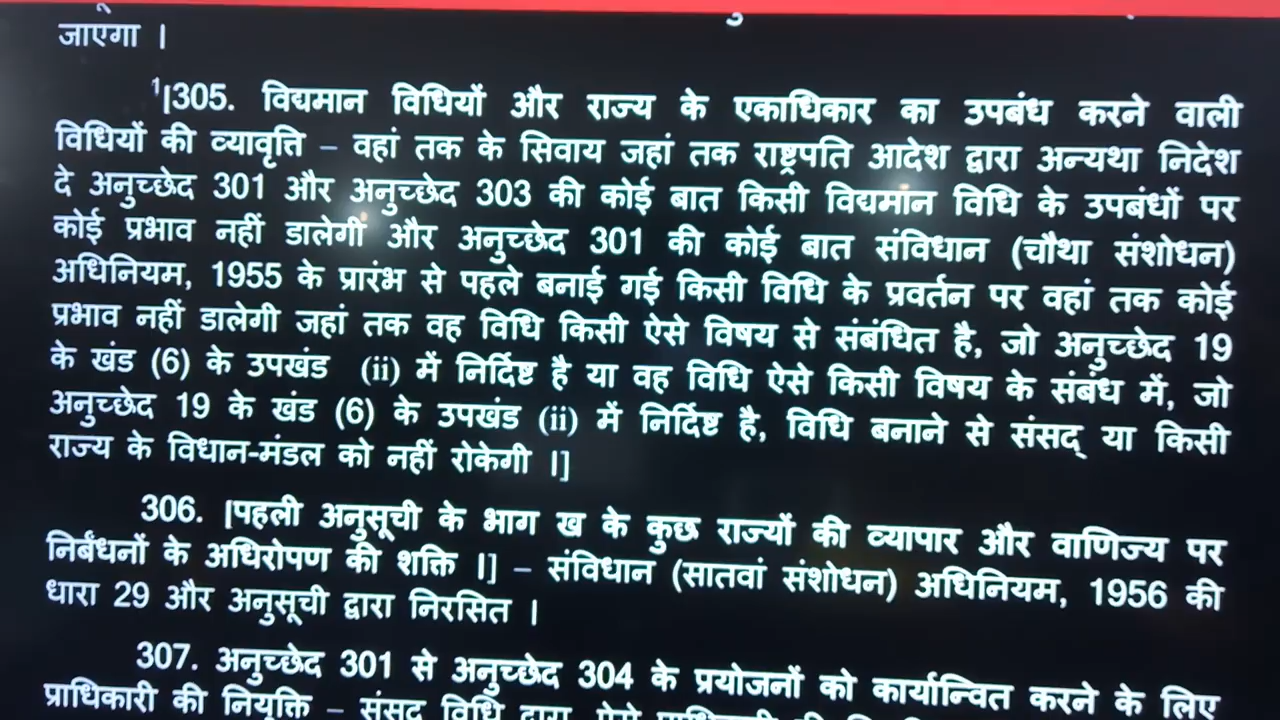 जाएगा ।
¹[305. विद्यमान विधियों और राज्य के एकाधिकार का उपबंध करने वाली
विधियों की व्यावृत्ति – वहां तक के सिवाय जहां तक राष्ट्रपति आदेश द्वारा अन्यथा निदेश
दे अनुच्छेद 301 और अनुच्छेद 303 की कोई बात किसी विद्यमान विधि के उपबंधों पर
कोई प्रभाव नहीं डालेगी और अनुच्छेद 301 की कोई बात संविधान (चौथा संशोधन)
अधिनियम, 1955 के प्रारंभ से पहले बनाई गई किसी विधि के प्रवर्तन पर वहां तक कोई
प्रभाव नहीं डालेगी जहां तक वह विधि किसी ऐसे विषय से संबंधित है, जो अनुच्छेद 19
के खंड (6) के उपखंड (ii) में निर्दिष्ट है या वह विधि ऐसे किसी विषय के संबंध में, जो
अनुच्छेद 19 के खंड (6) के उपखंड (ii) में निर्दिष्ट है, विधि बनाने से संसद् या किसी
राज्य के विधान-मंडल को नहीं रोकेगी ।]
306. [पहली अनुसूची के भाग ख के कुछ राज्यों की व्यापार और वाणिज्य पर
निर्बंधनों के अधिरोपण की शक्ति ।] – संविधान (सातवां संशोधन) अधिनियम, 1956 की
धारा 29 और अनुसूची द्वारा निरसित ।
307. अनुच्छेद 301 से अनुच्छेद 304 के प्रयोजनों को कार्यान्वित करने के लिए
प्राधिकारी की नियुक्ति – संसद् विधि द्वारा, ऐसे प्राधिकारी की